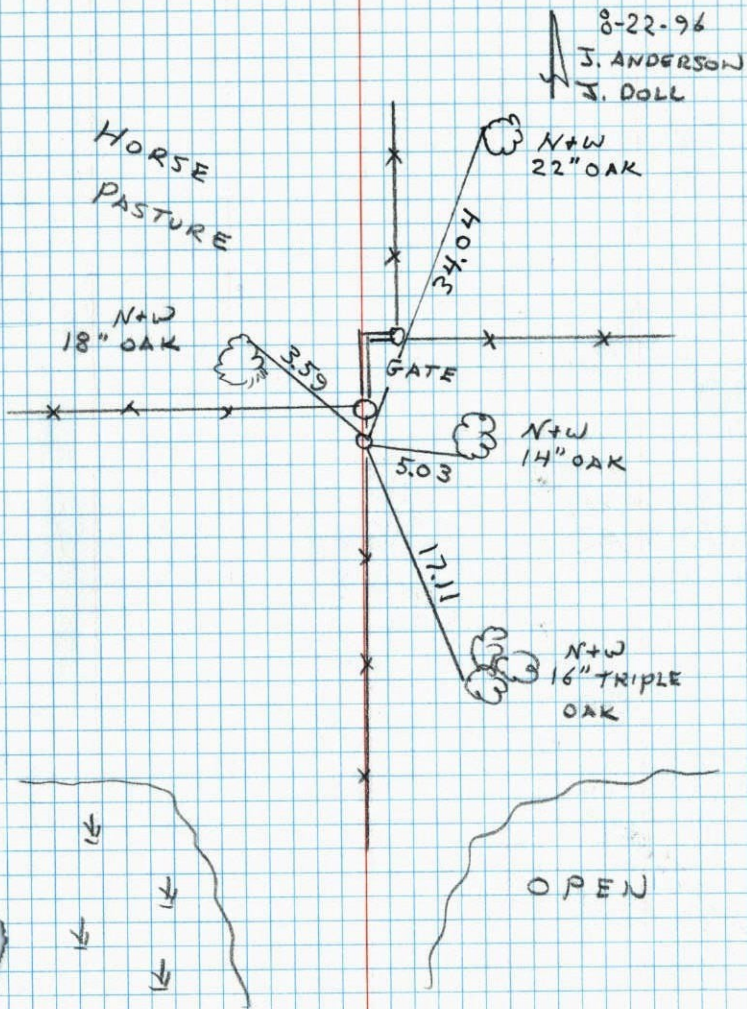 8-22-96
J. ANDERSON
J. DOLL
HORSE
PASTURE
N+W
22" OAK
34.04
N+W
18" OAK
3.59
GATE
N+W
14" OAK
5.03
17.11
N+W
16" TRIPLE
OAK
OPEN